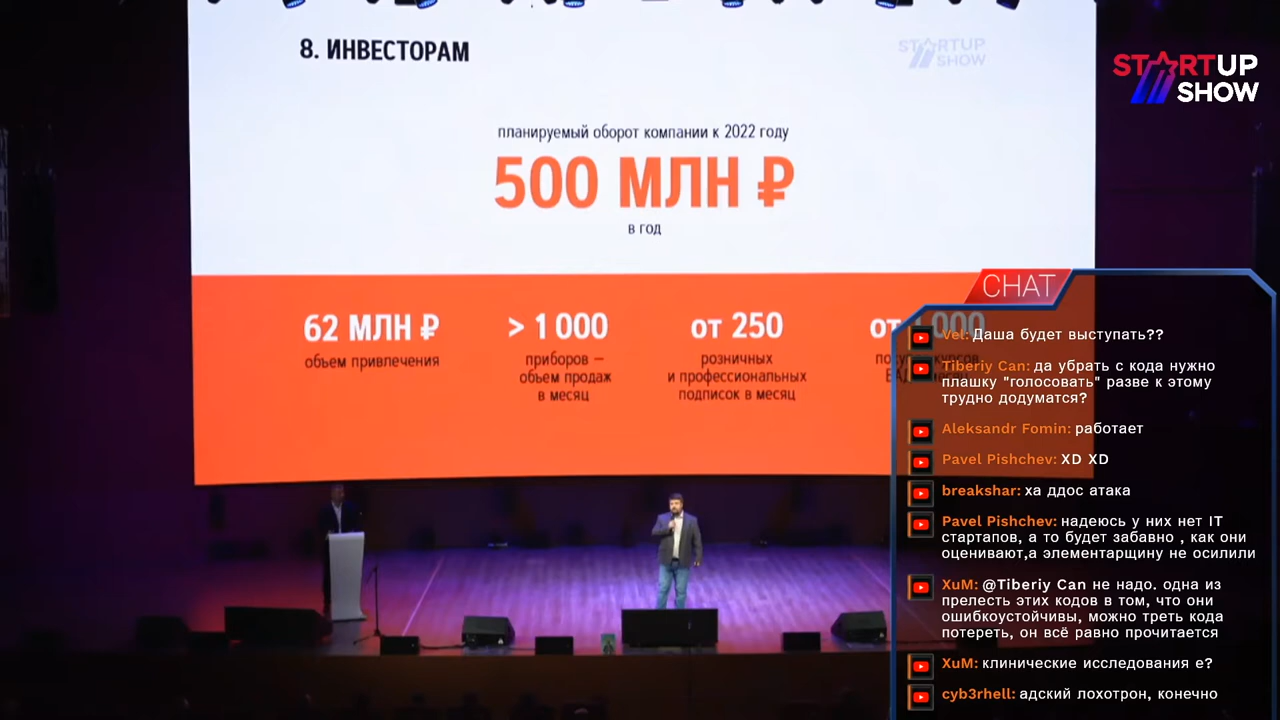 8. ИНВЕСТОРАМ
STARTUP
SHOW
STARTUP
SHOW
планируемый оборот компании к 2022 году
500 МЛН ₽
в год
62 МЛН ₽
объем привлечения
> 1 000
приборов —
объем продаж
в месяц
от 250
розничных
и профессиональных
подписок в месяц
CHAT
vel: Даша будет выступать??
Tiberiy Can: да убрать с кода нужно
плашку "голосовать" разве к этому
трудно додуматся?
Aleksandr Fomin: работает
Pavel Pishchev: XD XD
breakshar: ха ддос атака
Pavel Pishchev: надеюсь у них нет IT
стартапов, а то будет забавно , как они
оценивают,а элементарщину не осилили
XuM: @Tiberiy Can не надо. одна из
прелесть этих кодов в том, что они
ошибкоустойчивы, можно треть кода
потереть, он всё равно прочитается
XuM: клинические исследования е?
cyb3rhell: адский лохотрон, конечно